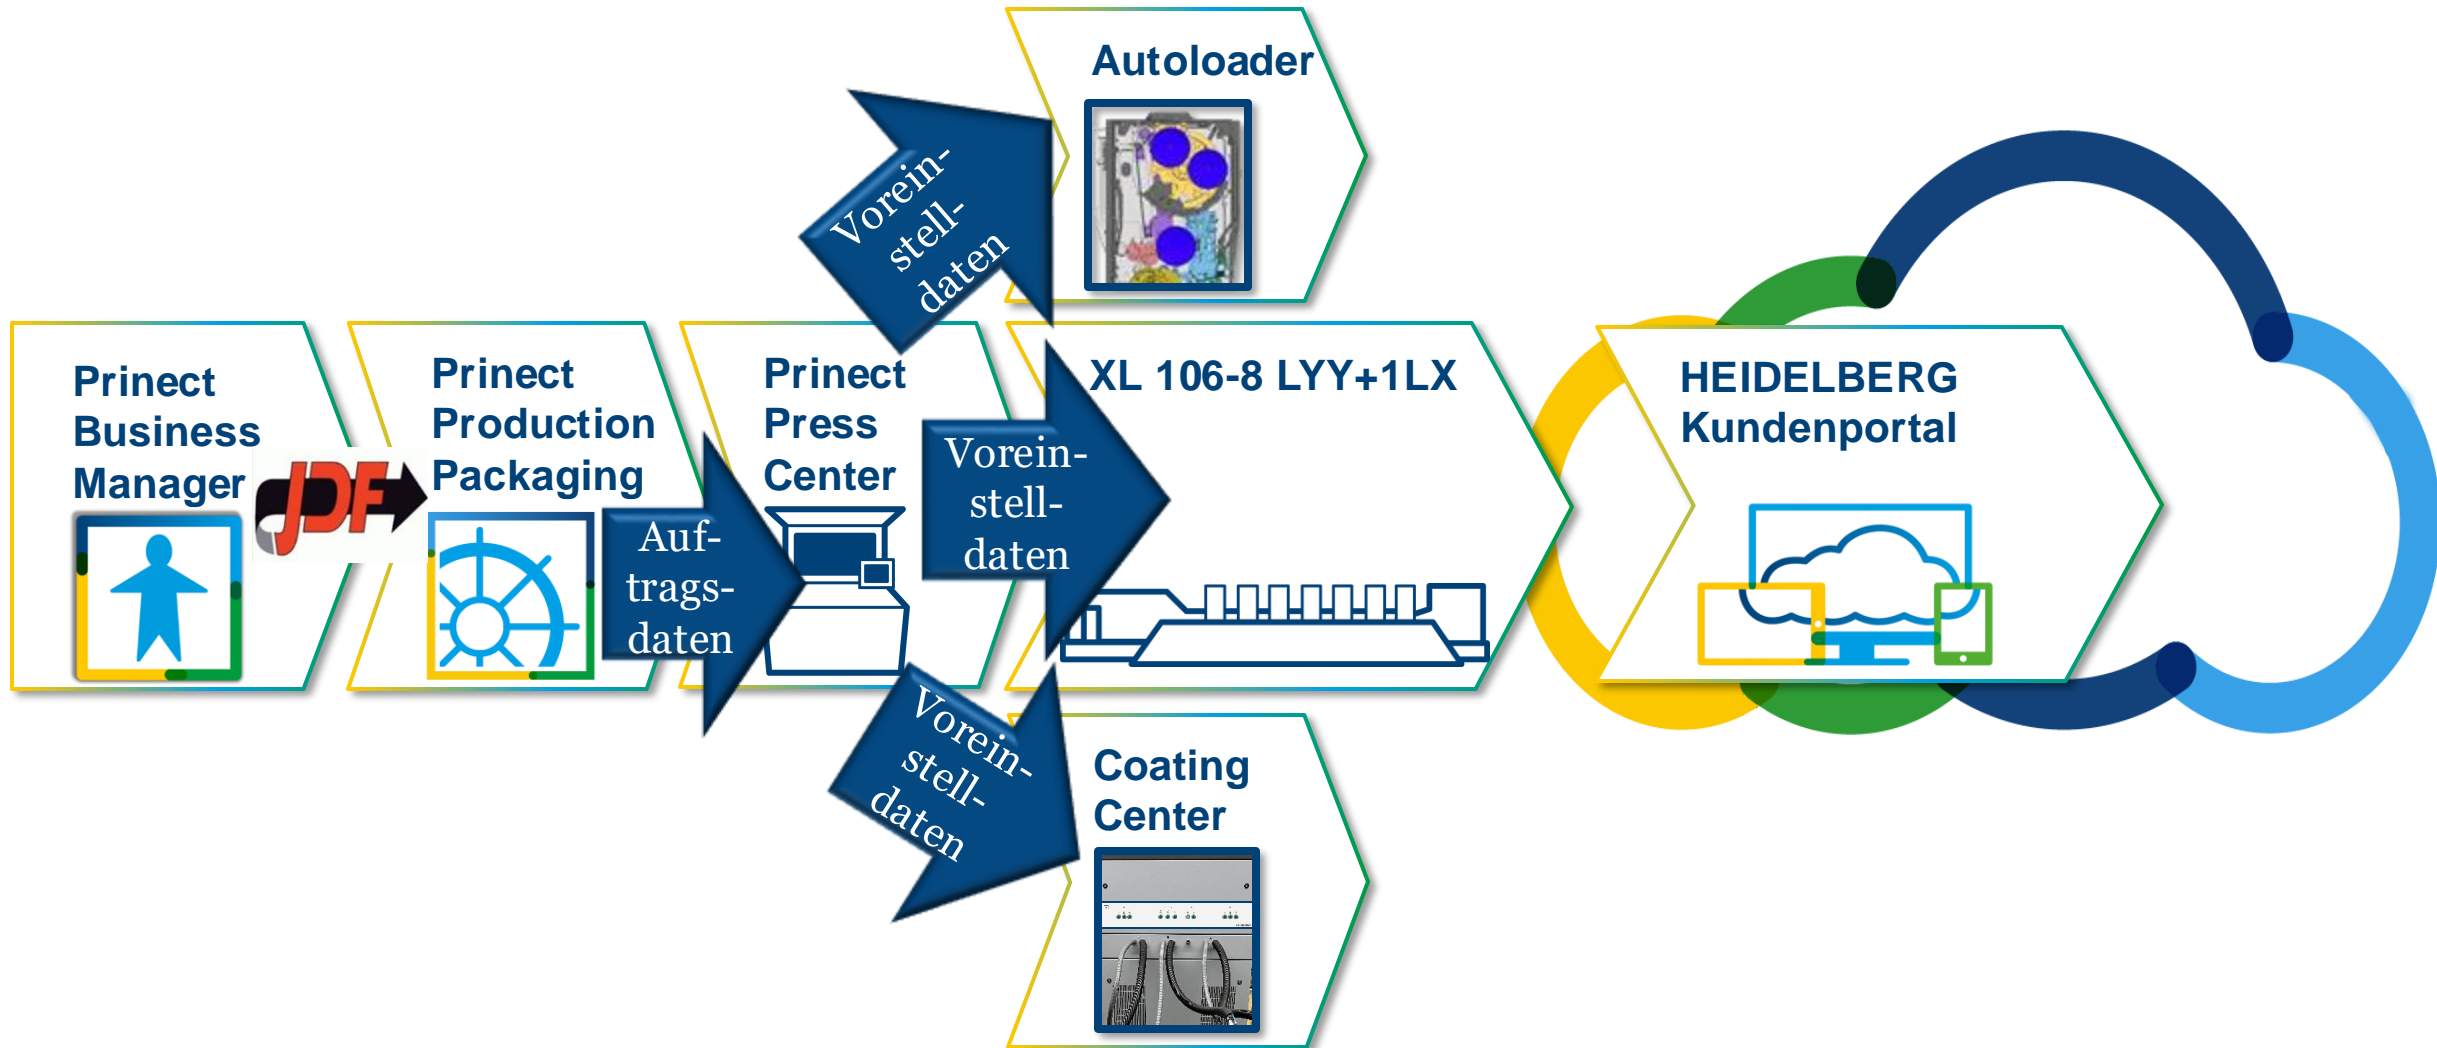 Autoloader
Vorein-
stell-
daten
Prinect
Business
Manager
JDF
Prinect
Production
Packaging
Auf-
trags-
daten
Prinect
Press
Center
Vorein-
stell-
daten
XL 106-8 LYY+1LX
HEIDELBERG
Kundenportal
Vorein-
stell-
daten
Coating
Center